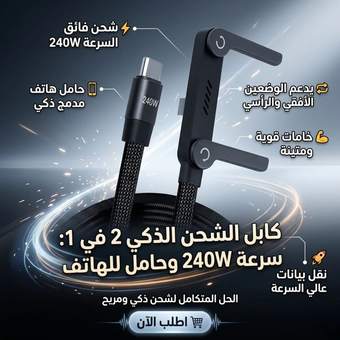 شحن فائق ⚡
السرعة 240W
يدعم الوضعين 🔁
الأفقي والرأسي
حامل هاتف 📱
مدمج ذكي
240W
خامات قوية 💪
ومتينة
كابل الشحن الذكي 2 في 1:
سرعة 240W وحامل للهاتف
نقل بيانات 🚀
عالي السرعة
الحل المتكامل لشحن ذكي ومريح
🛒 اطلب الآن